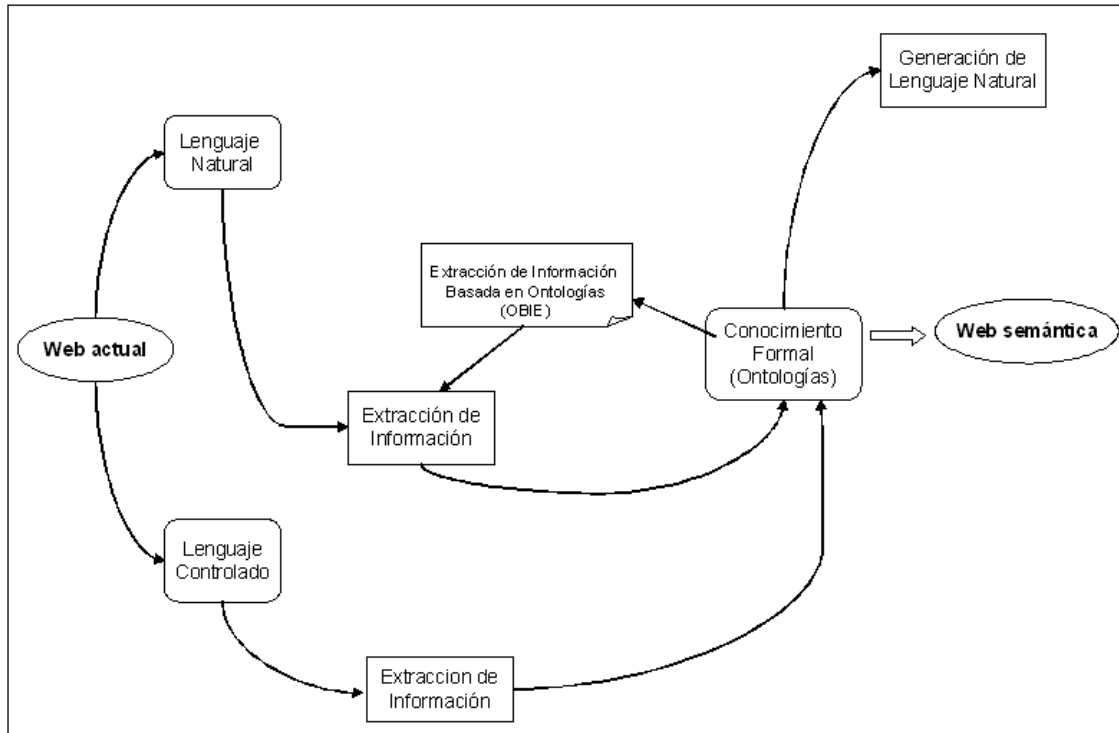 Generación de
Lenguaje Natural
Lenguaje
Natural
Extracción de Información
Basada en Ontologías
(OBIE)
Web actual
Conocimiento
Formal
(Ontologías)
Web semántica
Extracción de
Información
Lenguaje
Controlado
Extraccion de
Información